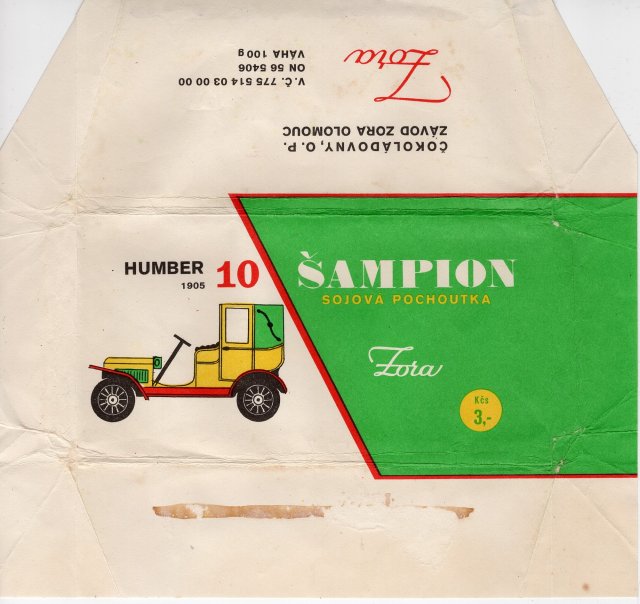 Zora
V. Č. 775 514 03 00 00
ON 56 5406
VÁHA 100 g
ČOKOLÁDOVNY, O. P.
ZÁVOD ZORA OLOMOUC
HUMBER 10
1905
ŠAMPION
SOJOVÁ POCHOUTKA
Zora
Kčs
3,-